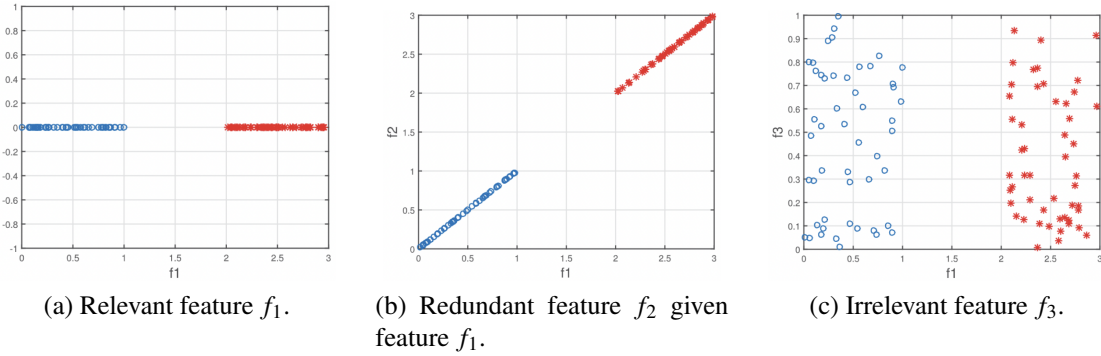 1
0.8
0.6
0.4
0.2
0
-0.2
-0.4
-0.6
-0.8
-1
0 0.5 1 1.5 2 2.5 3
f1
(a) Relevant feature f1.
f2
3
2.5
2
1.5
1
0.5
0
0 0.5 1 1.5 2 2.5 3
f1
(b) Redundant feature f2 given
feature f1.
f3
1
0.9
0.8
0.7
0.6
0.5
0.4
0.3
0.2
0.1
0
0 0.5 1 1.5 2 2.5 3
f1
(c) Irrelevant feature f3.